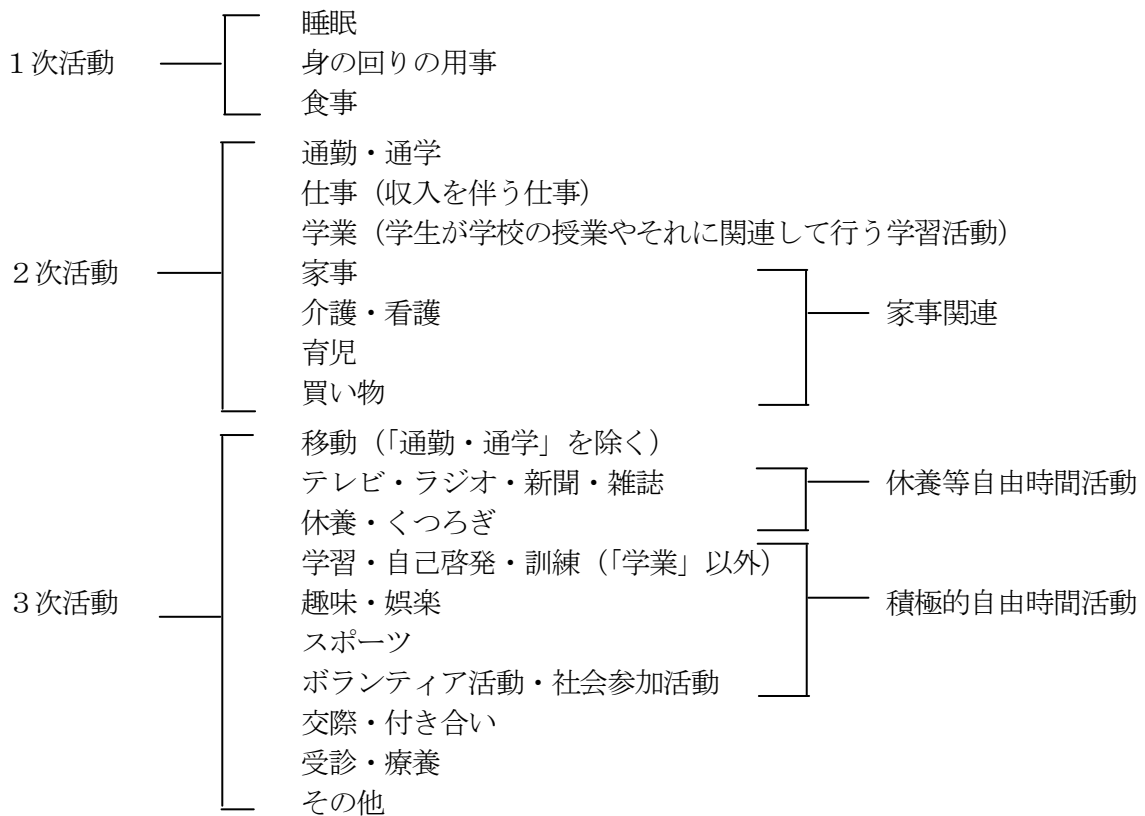 睡眠
1次活動 身の回りの用事
食事
通勤・通学
仕事（収入を伴う仕事）
学業（学生が学校の授業やそれに関連して行う学習活動）
2次活動 家事
介護・看護 家事関連
育児
買い物
移動（「通勤・通学」を除く）
テレビ・ラジオ・新聞・雑誌 休養等自由時間活動
休養・くつろぎ
学習・自己啓発・訓練（「学業」以外）
3次活動 趣味・娯楽 積極的自由時間活動
スポーツ
ボランティア活動・社会参加活動
交際・付き合い
受診・療養
その他